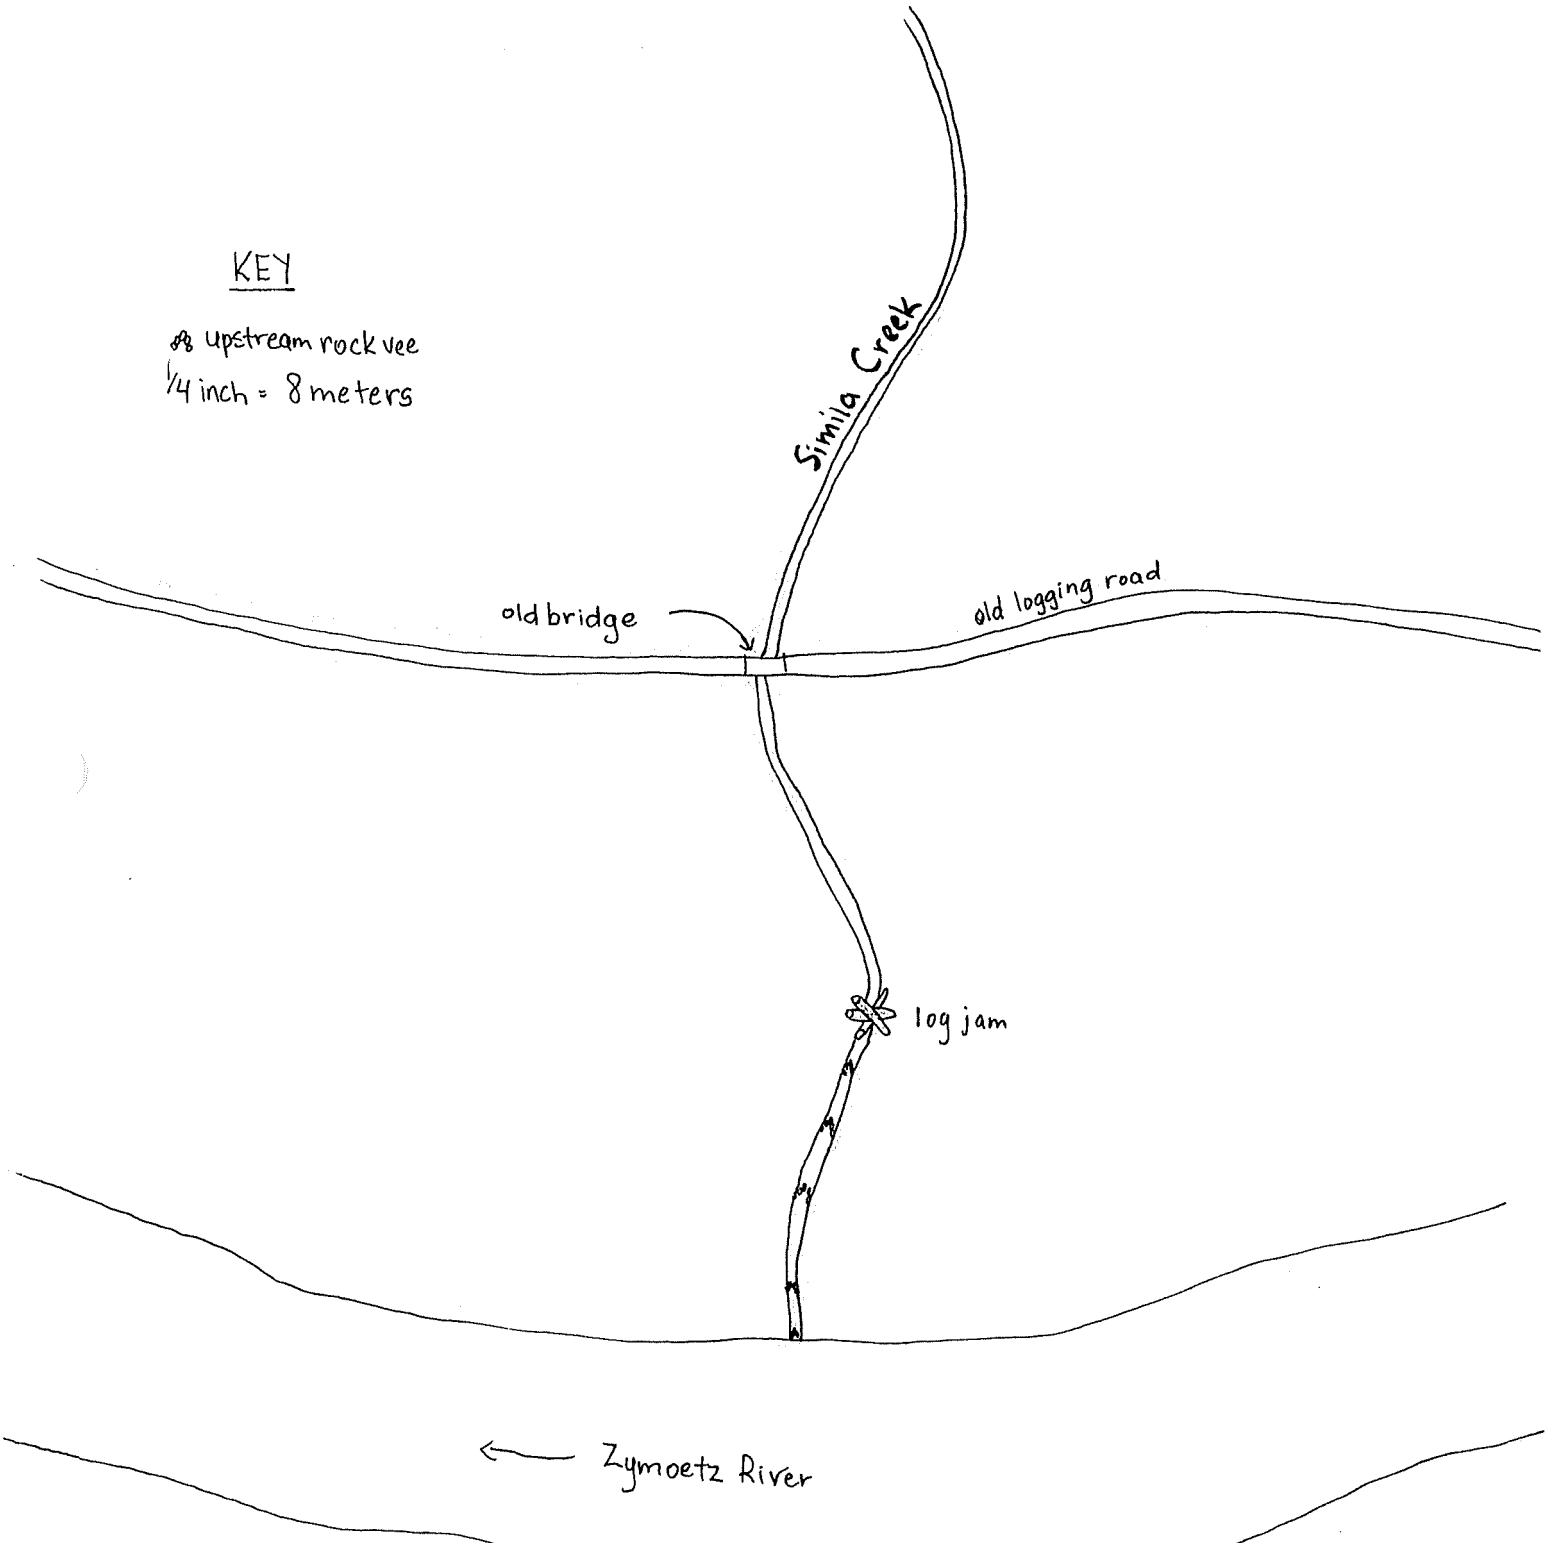 KEY
upstream rock vee
1/4 inch = 8 meters
Simila Creek
old bridge
old logging road
log jam
Zymoetz River